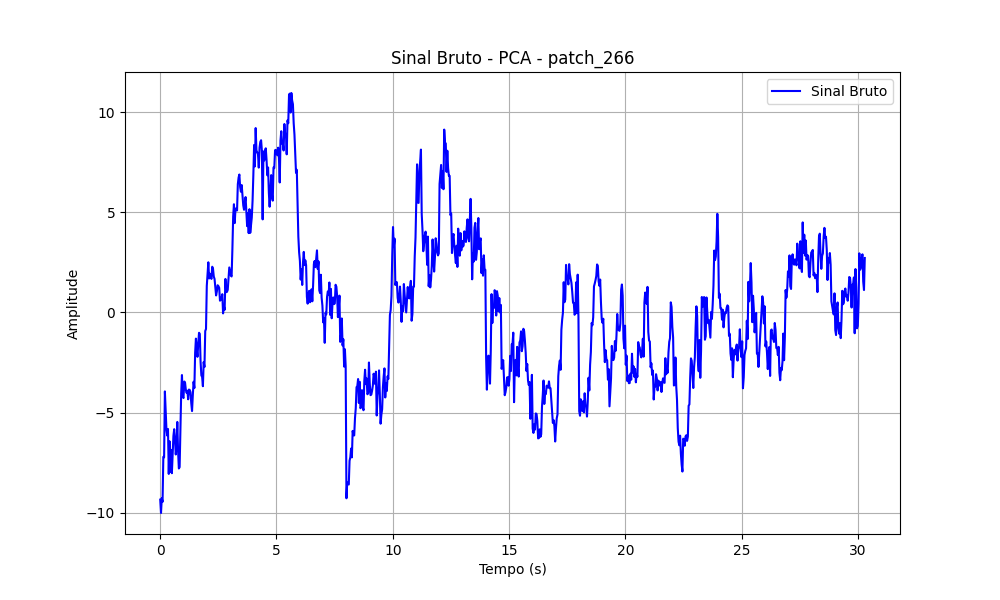 Sinal Bruto - PCA - patch_266
Sinal Bruto
10
5
0
−5
−10
Amplitude
0 5 10 15 20 25 30
Tempo (s)